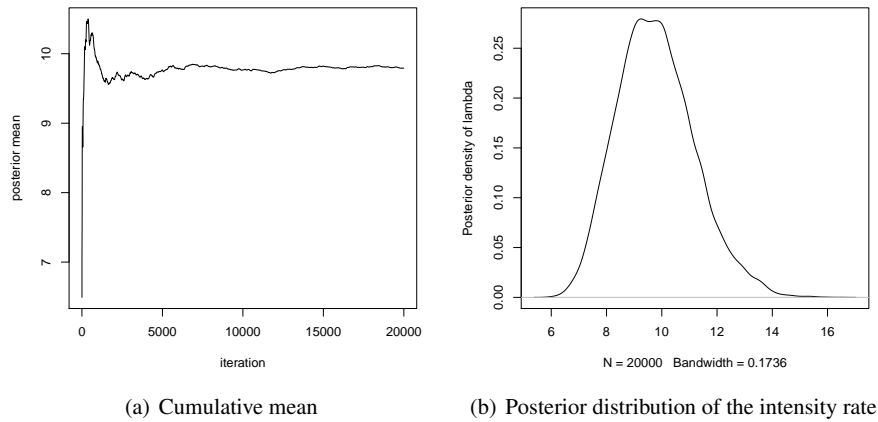 posterior mean
10
9
8
7
0 5000 10000 15000 20000
iteration
(a) Cumulative mean
Posterior density of lambda
0.25
0.20
0.15
0.10
0.05
0.00
6 8 10 12 14 16
N = 20000 Bandwidth = 0.1736
(b) Posterior distribution of the intensity rate